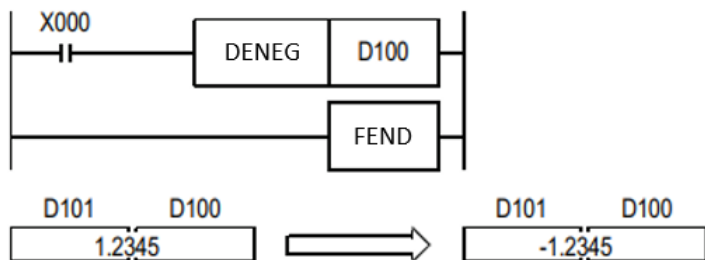 X000
DENEG D100
FEND
D101 D100 D101 D100
1.2345 -1.2345